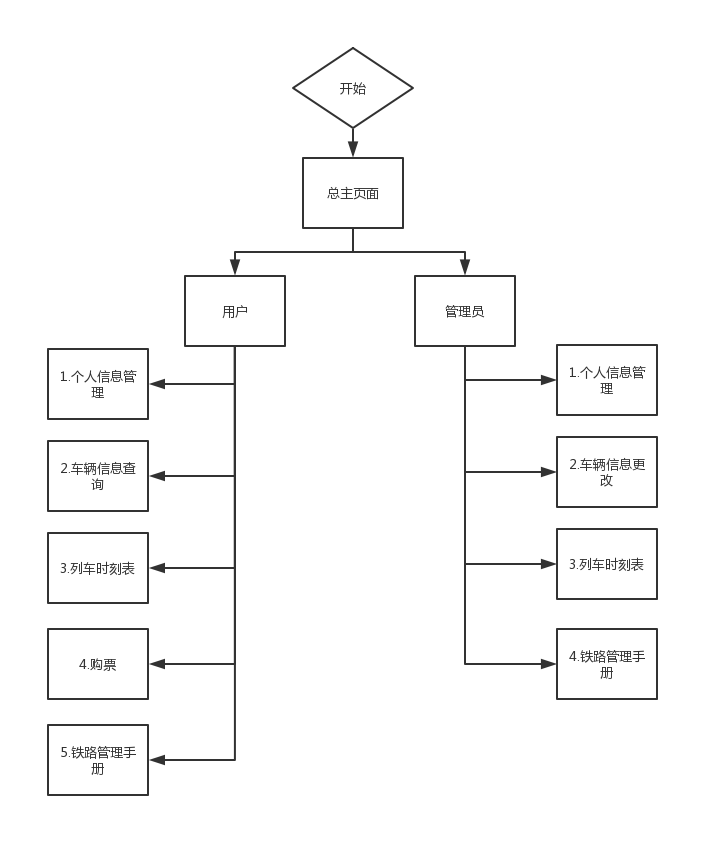 开始
总主页面
用户
管理员
1.个人信息管
理
2.车辆信息查
询
3.列车时刻表
4.购票
5.铁路管理手
册
1.个人信息管
理
2.车辆信息更
改
3.列车时刻表
4.铁路管理手
册